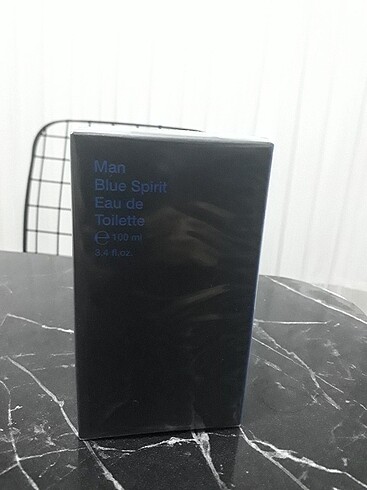 Man
Blue Spirit
Eau de
Toilette
℮ 100 ml
3.4 fl.oz.